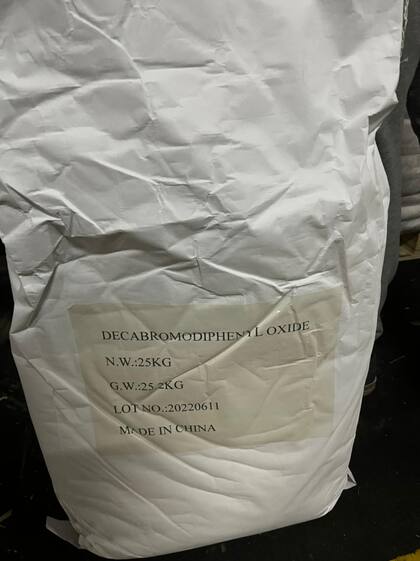 DECABROMODIPHENYL OXIDE
N.W.:25KG
G.W.:25.2KG
LOT NO.:20220611
MADE IN CHINA